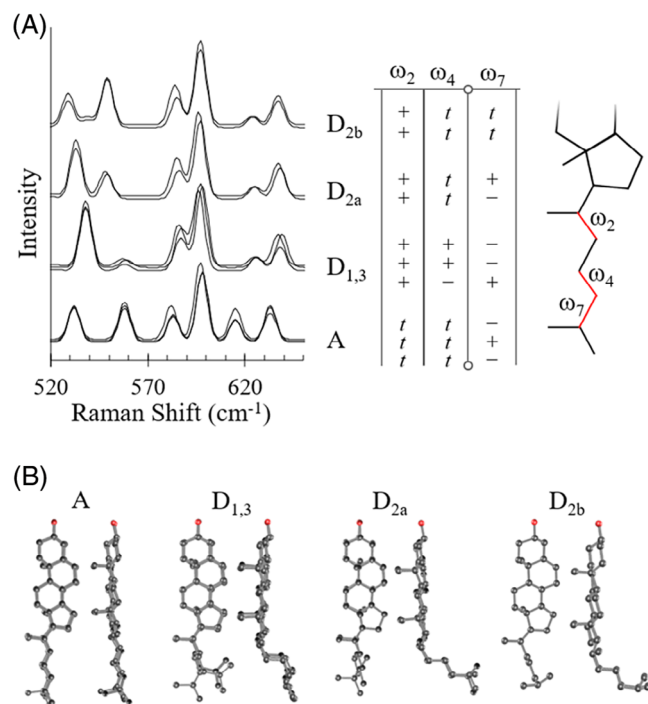 (A)
Intensity
D2b
D2a
D1,3
A
520 570 620
Raman Shift (cm-1)
ω2 ω4 ω7
+ t t
+ t t
+ t +
+ t −
+ + −
+ + −
+ − +
t t −
t t +
t t −
ω2
ω4
ω7
(B)
A D1,3 D2a D2b